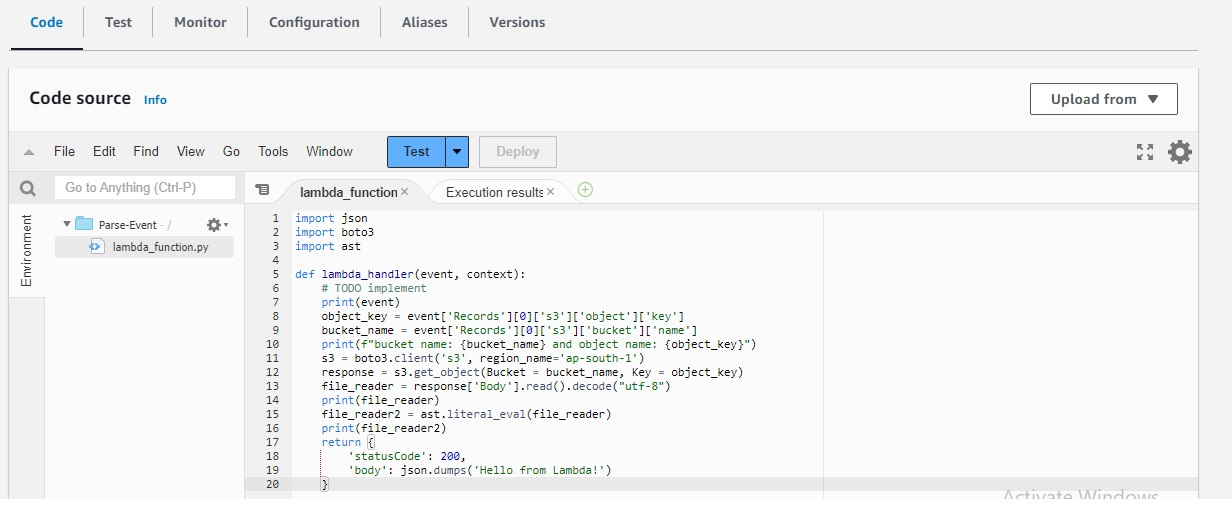 Code Test Monitor Configuration Aliases Versions
Code source Info
Upload from
File Edit Find View Go Tools Window Test Deploy
Go to Anything (Ctrl-P)
lambda_function × Execution results ×
Environment
Parse-Event - /
lambda_function.py
1 import json
2 import boto3
3 import ast
4
5 def lambda_handler(event, context):
6 # TODO implement
7 print(event)
8 object_key = event['Records'][0]['s3']['object']['key']
9 bucket_name = event['Records'][0]['s3']['bucket']['name']
10 print(f"bucket name: {bucket_name} and object name: {object_key}")
11 s3 = boto3.client('s3', region_name='ap-south-1')
12 response = s3.get_object(Bucket = bucket_name, Key = object_key)
13 file_reader = response['Body'].read().decode("utf-8")
14 print(file_reader)
15 file_reader2 = ast.literal_eval(file_reader)
16 print(file_reader2)
17 return {
18 'statusCode': 200,
19 'body': json.dumps('Hello from Lambda!')
20 }
Activate Windows